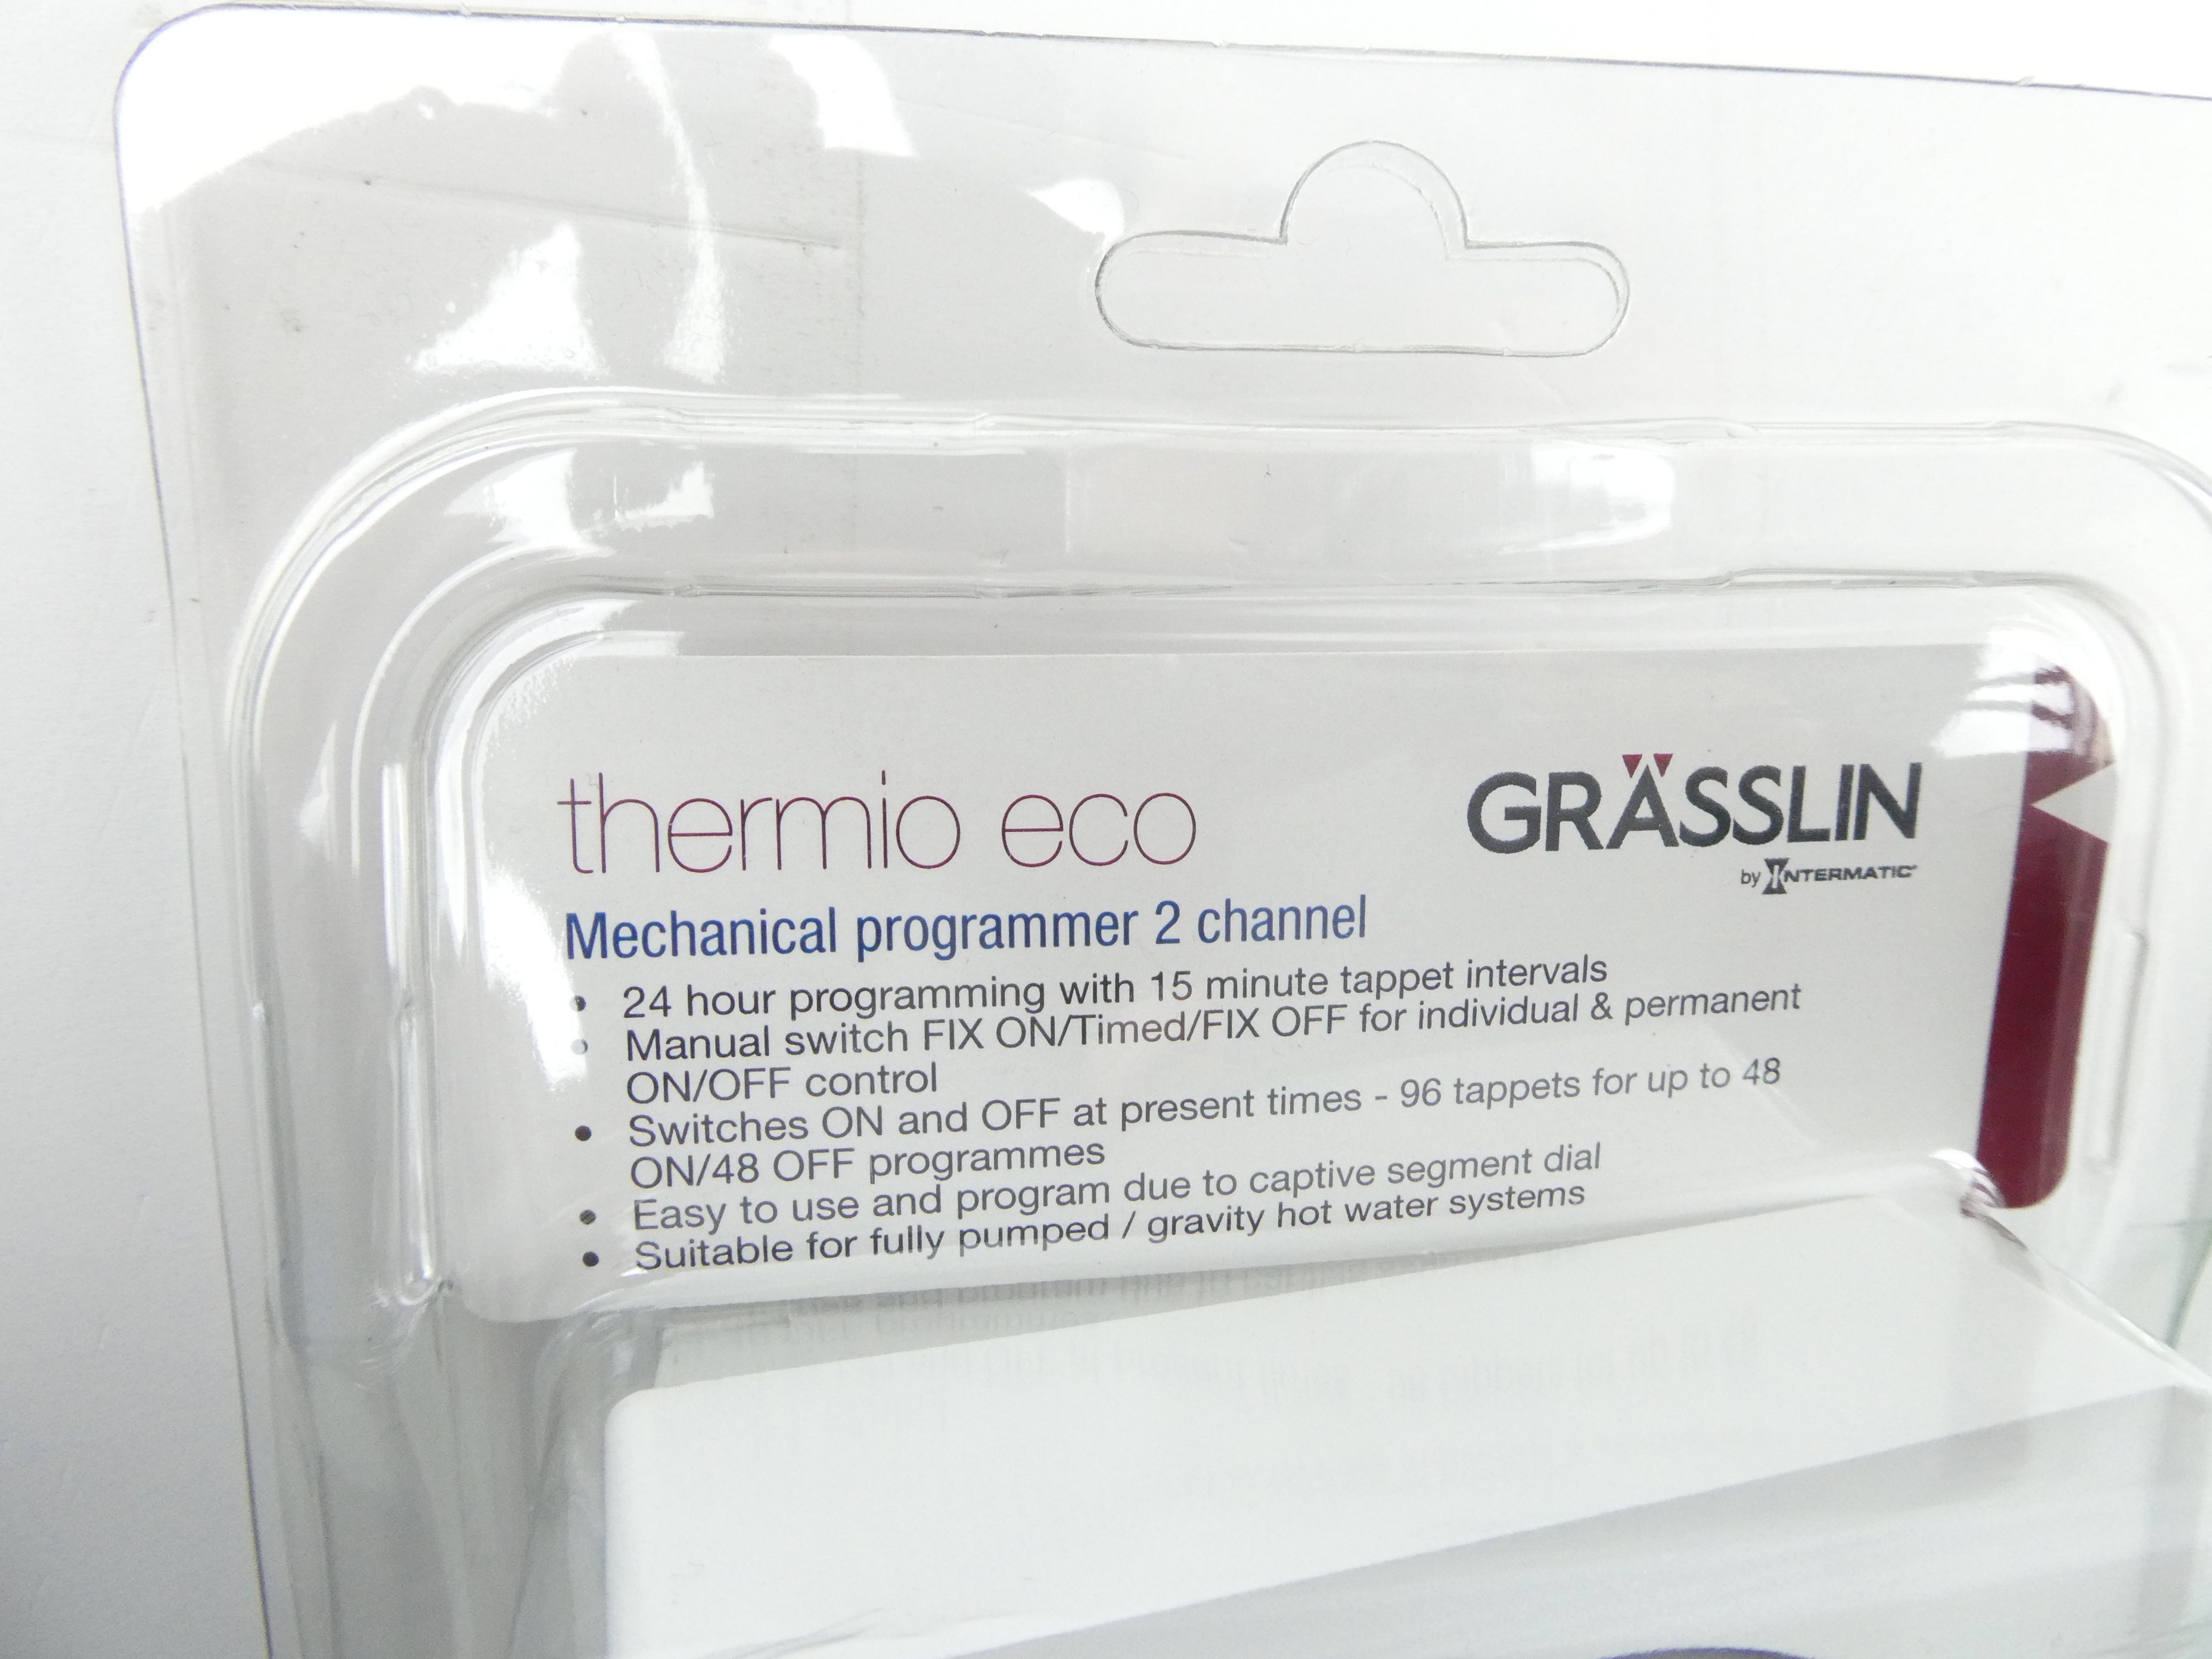 thermio eco
GRÄSSLIN
by INTERMATIC
Mechanical programmer 2 channel
• 24 hour programming with 15 minute tappet intervals
• Manual switch FIX ON/Timed/FIX OFF for individual & permanent
ON/OFF control
• Switches ON and OFF at present times - 96 tappets for up to 48
ON/48 OFF programmes
• Easy to use and program due to captive segment dial
• Suitable for fully pumped / gravity hot water systems